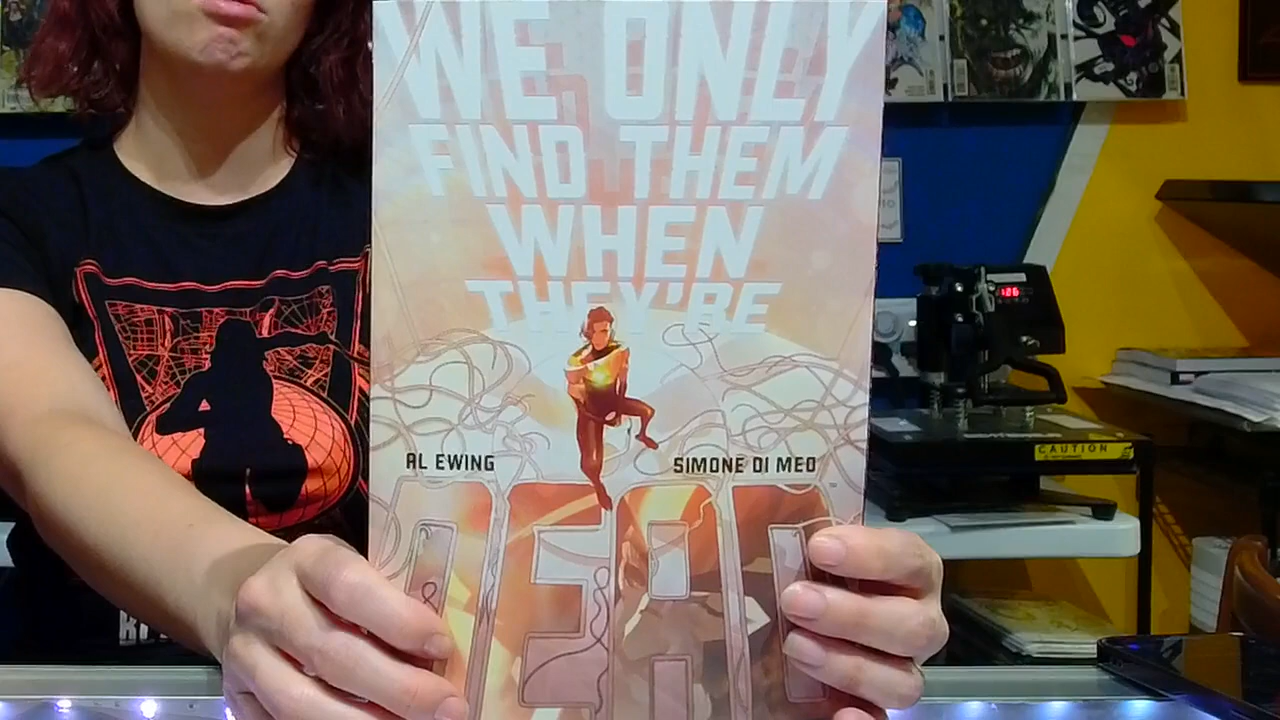 WE ONLY
FIND THEM
WHEN
THEY'RE
AL EWING
SIMONE DI MEO
DEAD
CAUTION